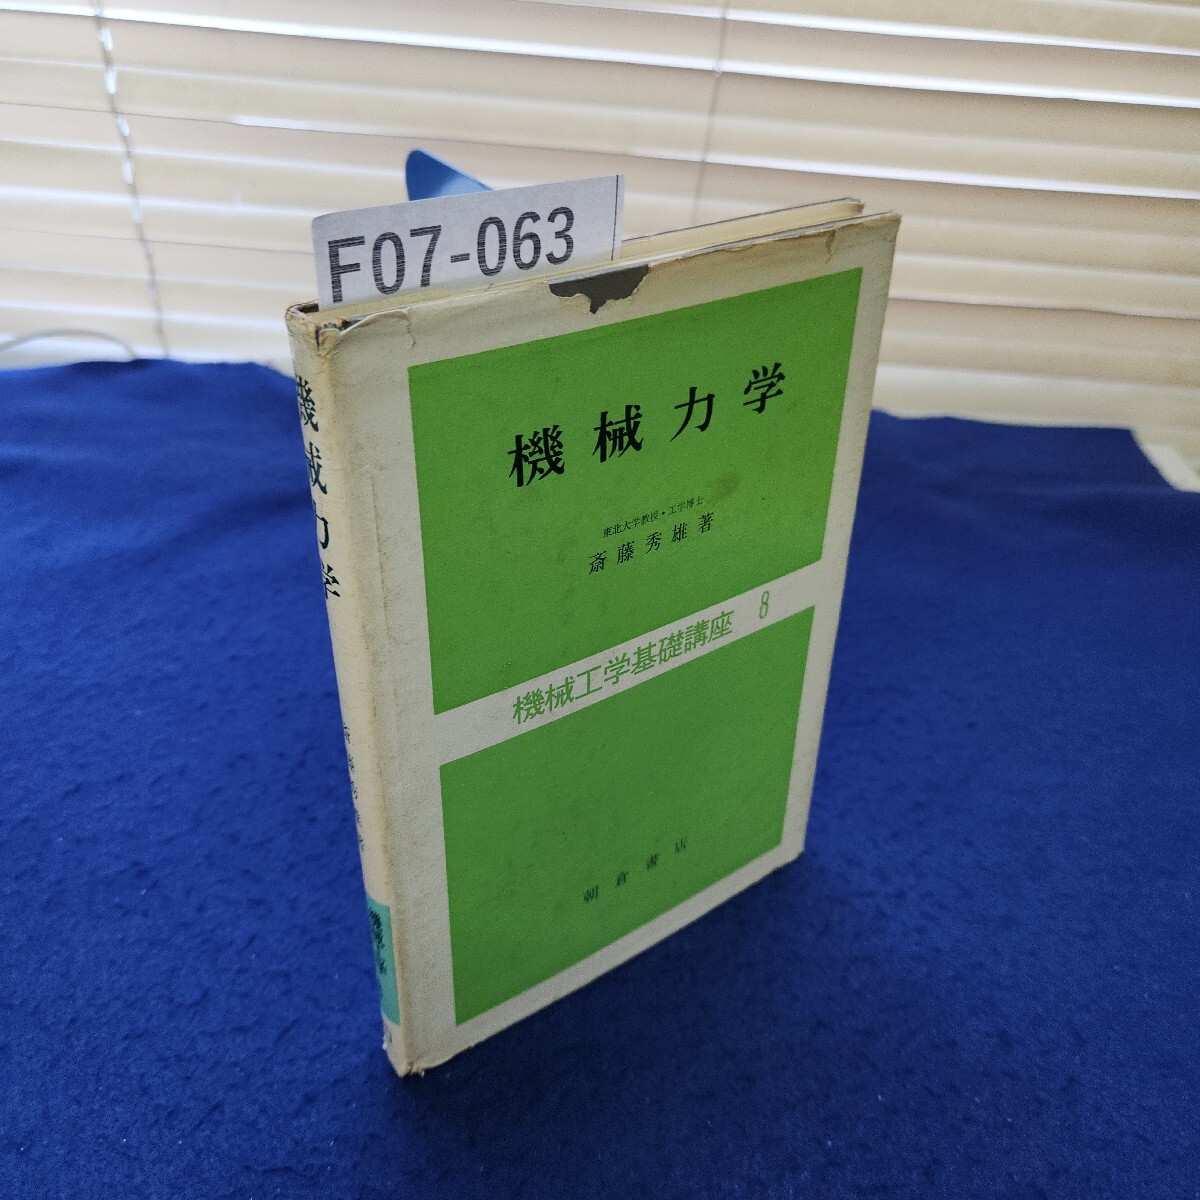 F07-063
機械力学
東北大学教授・工学博士
斎藤秀雄著
機械工学基礎講座 8
朝倉書店
機械力学